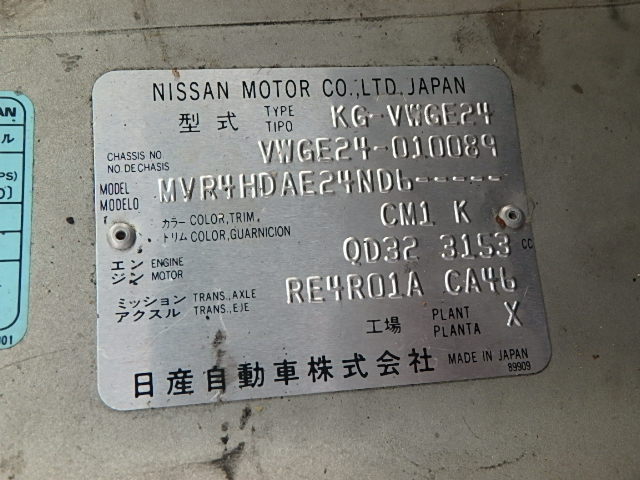 NISSAN MOTOR CO.,LTD.JAPAN
型式 TYPE TIPO KG-VWGE24
CHASSIS NO NO.DECHASIS VWGE24-010089
MODEL MODELO MVR4HDAE24ND6-----
カラー COLOR,TRIM, トリム COLOR,GUARNICION CM1 K
エンジン ENGINE MOTOR QD32 3153 cc
ミッション アクスル TRANS.,AXLE TRANS.,EJE RE4R01A CA46
工場 PLANT PLANTA X
日産自動車株式会社 MADE IN JAPAN
89909